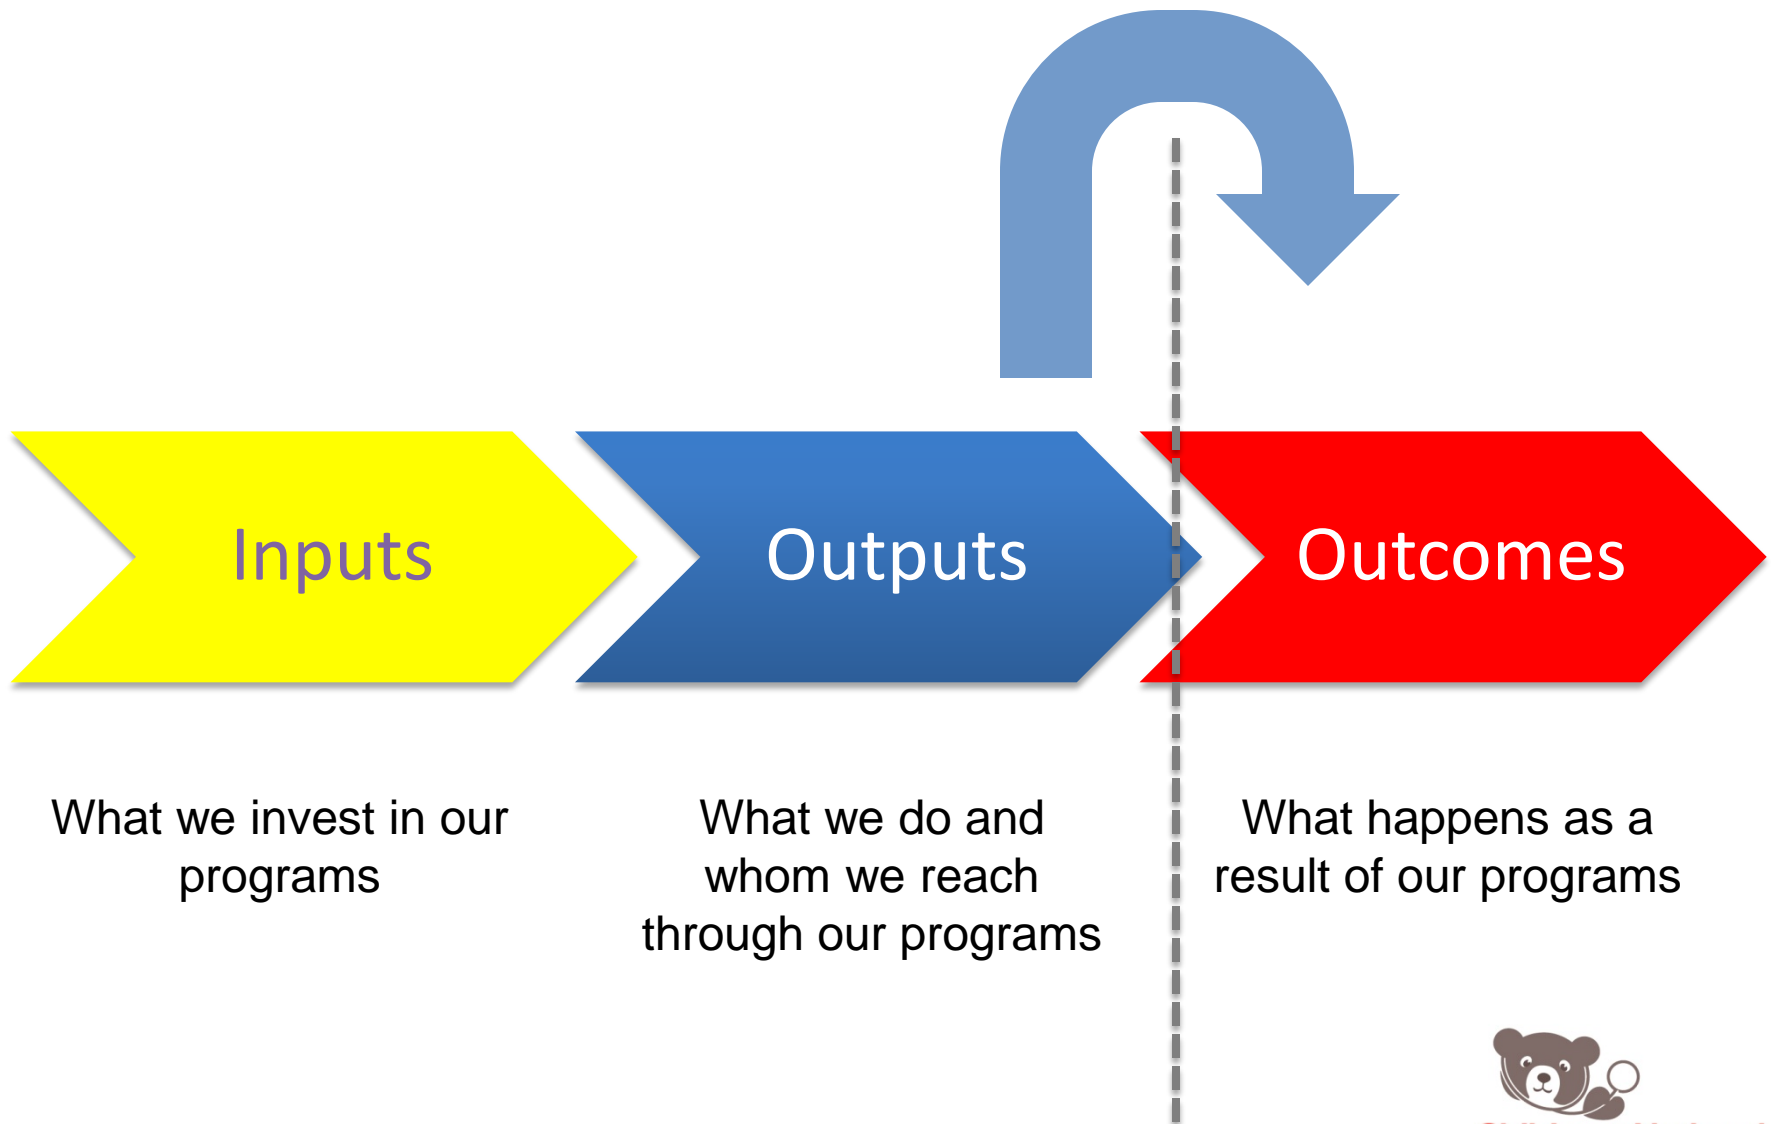 Inputs
Outputs
Outcomes
What we invest in our
programs
What we do and
whom we reach
through our programs
What happens as a
result of our programs